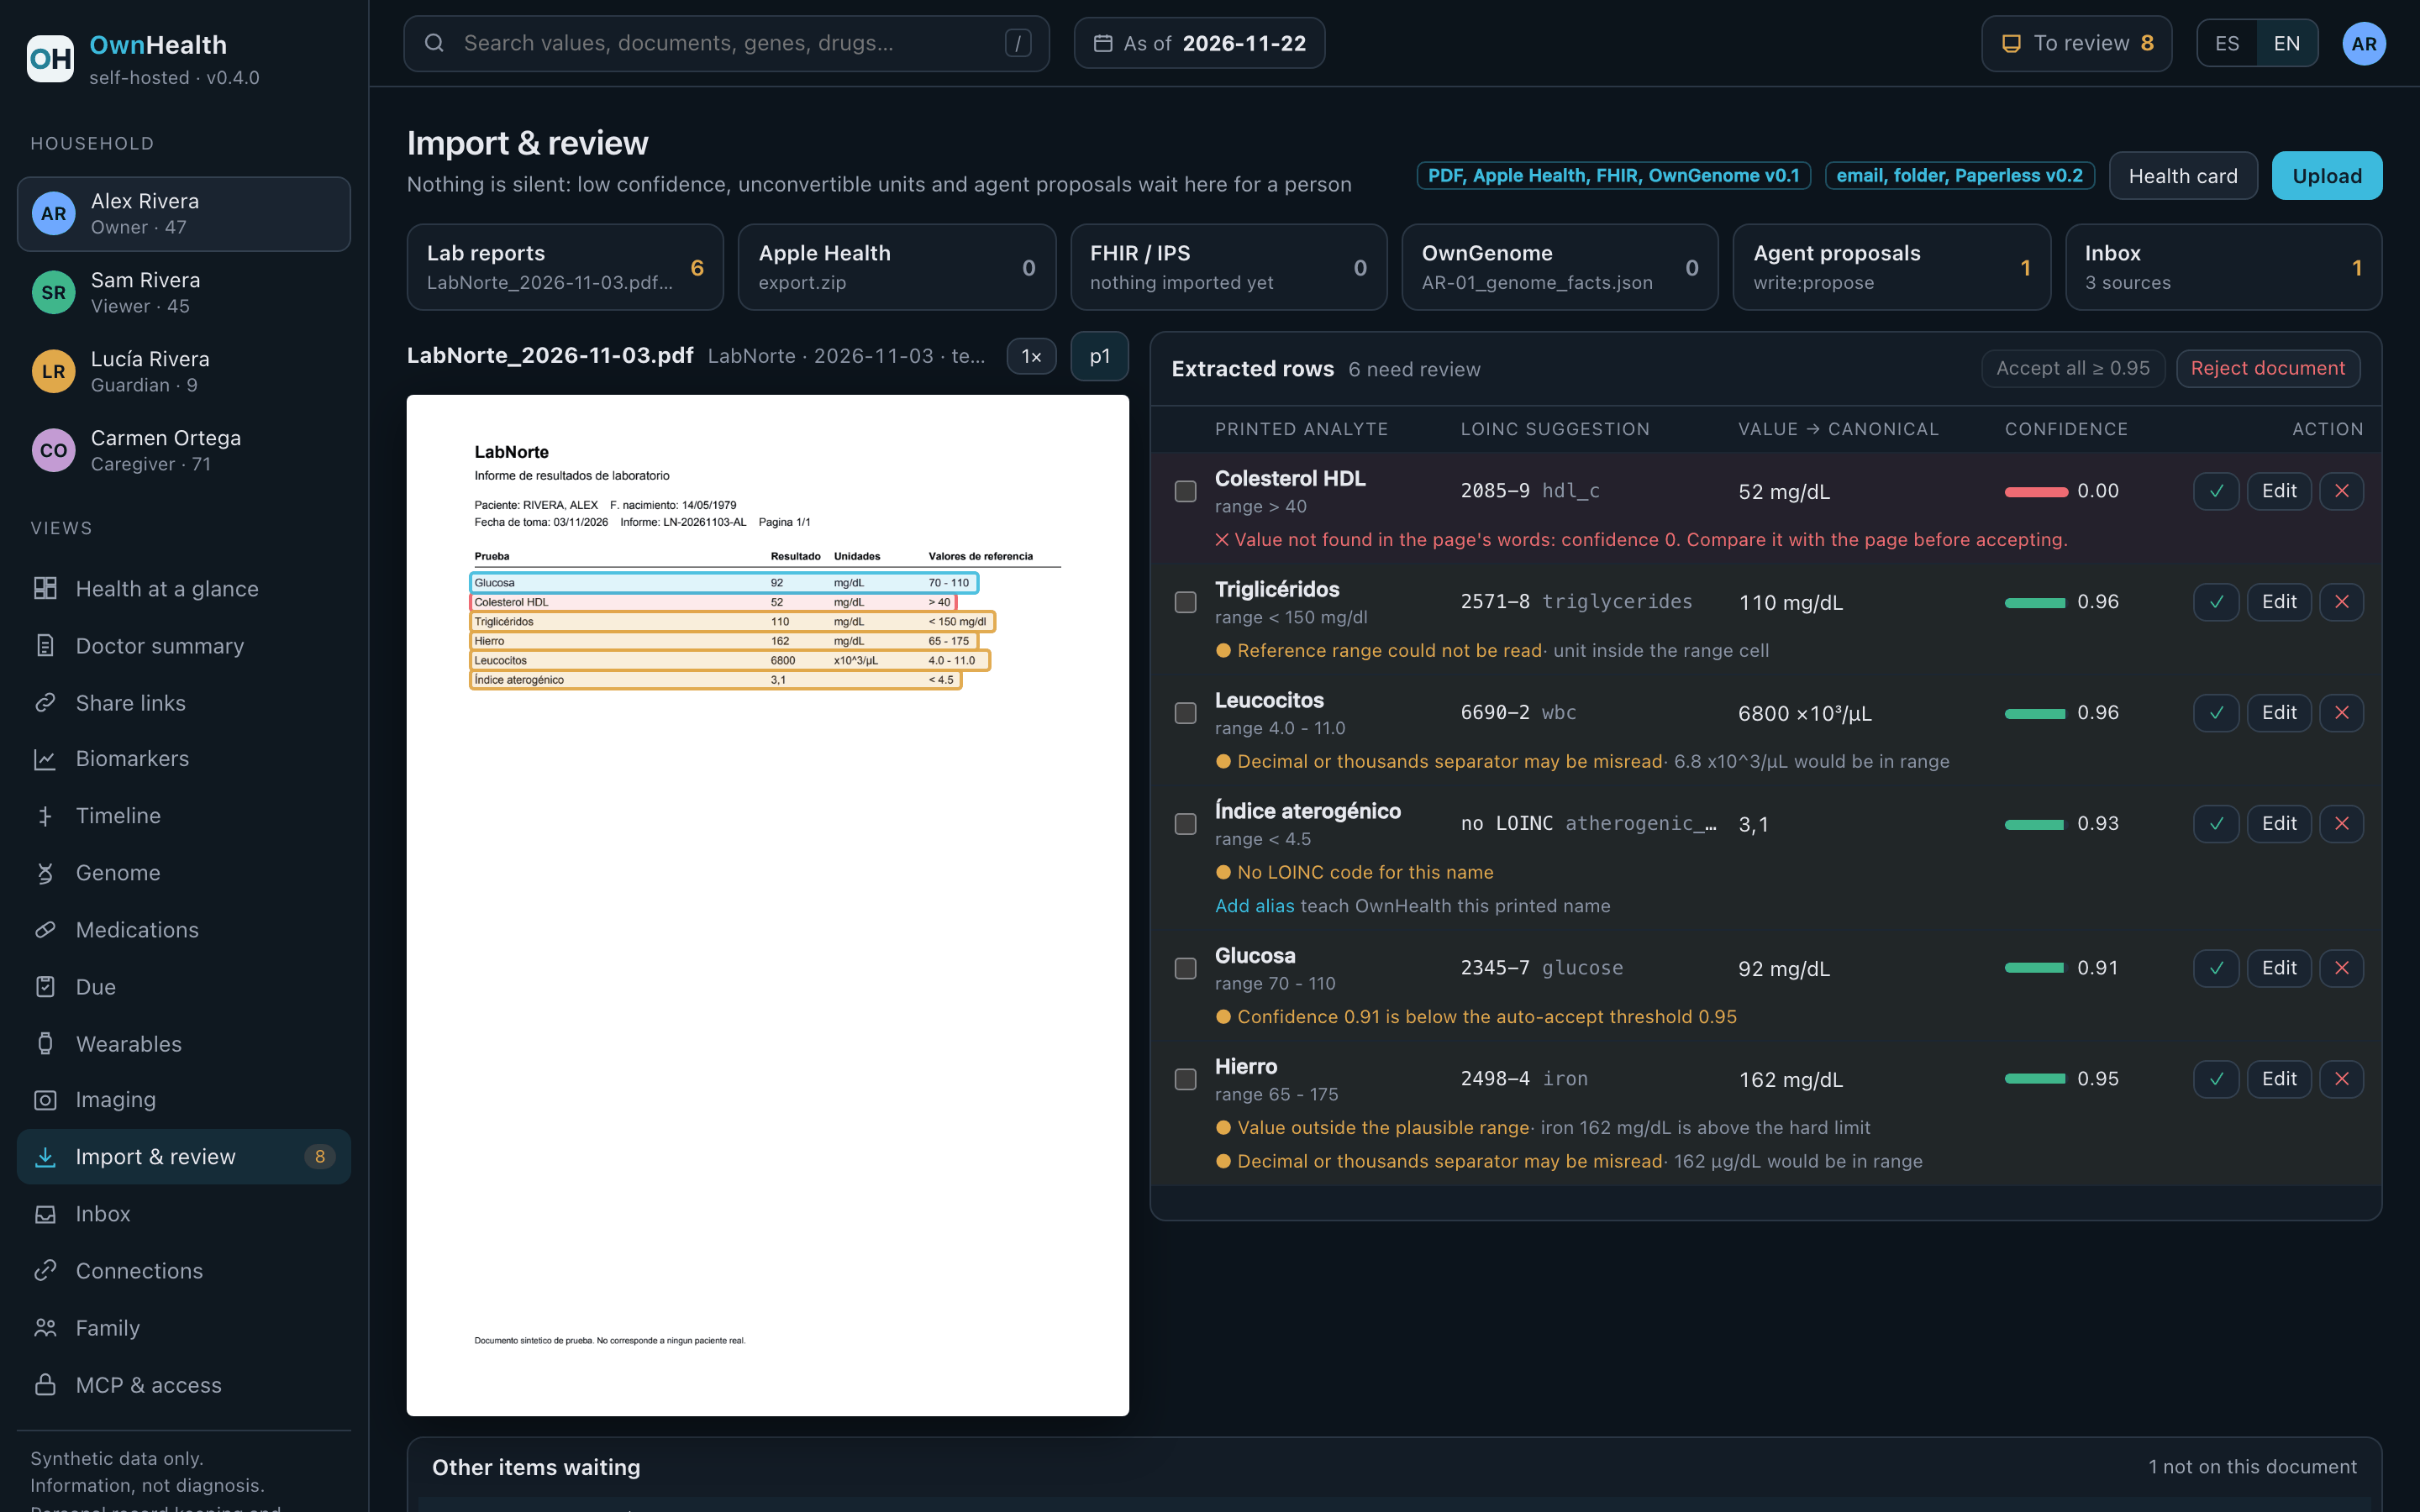 OH
OwnHealth
self-hosted · v0.4.0
HOUSEHOLD
AR
Alex Rivera
Owner · 47
SR
Sam Rivera
Viewer · 45
LR
Lucía Rivera
Guardian · 9
CO
Carmen Ortega
Caregiver · 71
VIEWS
Health at a glance
Doctor summary
Share links
Biomarkers
Timeline
Genome
Medications
Due
Wearables
Imaging
Import & review 8
Inbox
Connections
Family
MCP & access
Synthetic data only.
Information, not diagnosis.
Personal record keeping and
Search values, documents, genes, drugs... /
As of 2026-11-22
To review 8
ES EN
AR
Import & review
Nothing is silent: low confidence, unconvertible units and agent proposals wait here for a person
PDF, Apple Health, FHIR, OwnGenome v0.1
email, folder, Paperless v0.2
Health card
Upload
Lab reports
LabNorte_2026-11-03.pdf...
6
Apple Health
export.zip
0
FHIR / IPS
nothing imported yet
0
OwnGenome
AR-01_genome_facts.json
0
Agent proposals
write:propose
1
Inbox
3 sources
1
LabNorte_2026-11-03.pdf LabNorte · 2026-11-03 · te... 1× p1
LabNorte
Informe de resultados de laboratorio
Paciente: RIVERA, ALEX F. nacimiento: 14/05/1979
Fecha de toma: 03/11/2026 Informe: LN-20261103-AL Pagina 1/1
Prueba Resultado Unidades Valores de referencia
Glucosa 92 mg/dL 70 - 110
Colesterol HDL 52 mg/dL > 40
Triglicéridos 110 mg/dL < 150 mg/dl
Hierro 162 mg/dL 65 - 175
Leucocitos 6800 x10^3/µL 4.0 - 11.0
Índice aterogénico 3,1 < 4.5
Documento sintetico de prueba. No corresponde a ningun paciente real.
Extracted rows 6 need review
Accept all ≥ 0.95
Reject document
PRINTED ANALYTE LOINC SUGGESTION VALUE → CANONICAL CONFIDENCE ACTION
Colesterol HDL 2085-9 hdl_c 52 mg/dL 0.00 ✓ Edit ×
range > 40
× Value not found in the page's words: confidence 0. Compare it with the page before accepting.
Triglicéridos 2571-8 triglycerides 110 mg/dL 0.96 ✓ Edit ×
range < 150 mg/dl
Reference range could not be read· unit inside the range cell
Leucocitos 6690-2 wbc 6800 ×10³/µL 0.96 ✓ Edit ×
range 4.0 - 11.0
Decimal or thousands separator may be misread· 6.8 x10^3/µL would be in range
Índice aterogénico no LOINC atherogenic_... 3,1 0.93 ✓ Edit ×
range < 4.5
No LOINC code for this name
Add alias teach OwnHealth this printed name
Glucosa 2345-7 glucose 92 mg/dL 0.91 ✓ Edit ×
range 70 - 110
Confidence 0.91 is below the auto-accept threshold 0.95
Hierro 2498-4 iron 162 mg/dL 0.95 ✓ Edit ×
range 65 - 175
Value outside the plausible range· iron 162 mg/dL is above the hard limit
Decimal or thousands separator may be misread· 162 µg/dL would be in range
Other items waiting
1 not on this document